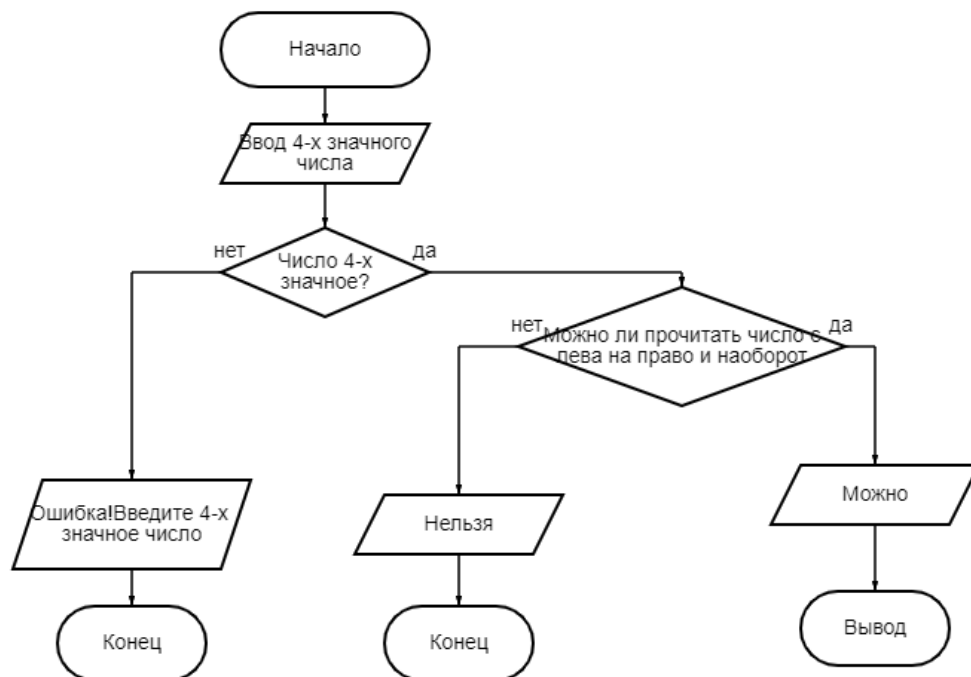 Начало
Ввод 4-х значного
числа
нет
да
Число 4-х
значное?
нет
да
Можно ли прочитать число с
лева на право и наоборот
Можно
Ошибка!Введите 4-х
значное число
Нельзя
Конец
Конец
Вывод